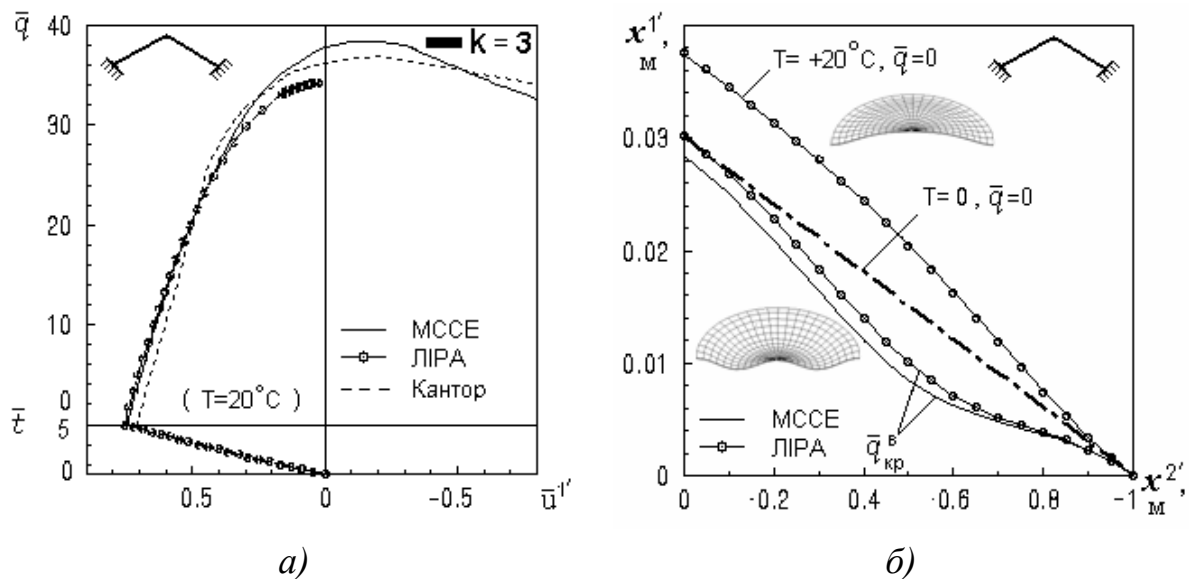 q̄
40
30
20
10
0
t̄
5
0
k = 3
МССЕ
ЛІРА
Кантор
( T=20°C )
0.5
0
-0.5
ū¹′
а)
x¹′,
м
0.03
0.02
0.01
0
T= +20°C, q̄=0
T= 0, q̄=0
МССЕ
ЛІРА
q̄ᵇкр
0
-0.2
-0.4
-0.6
0.8
-1
x²′,
м
б)